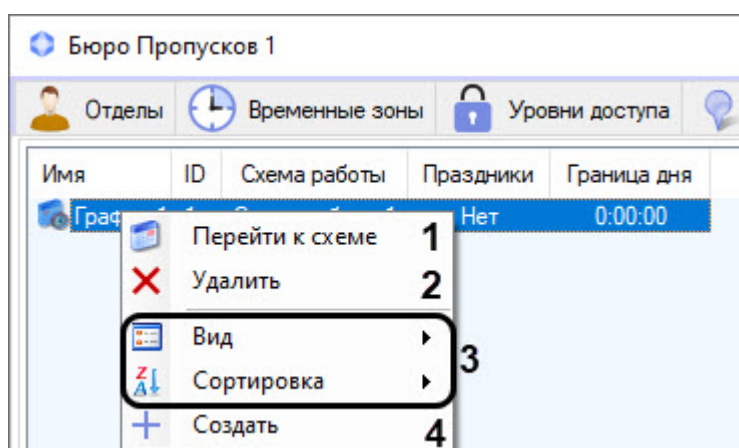 Бюро Пропусков 1
Отделы Временные зоны Уровни доступа
Имя ID Схема работы Праздники Граница дня
Нет 0:00:00
Перейти к схеме 1
Удалить 2
Вид
3
Сортировка
Создать 4